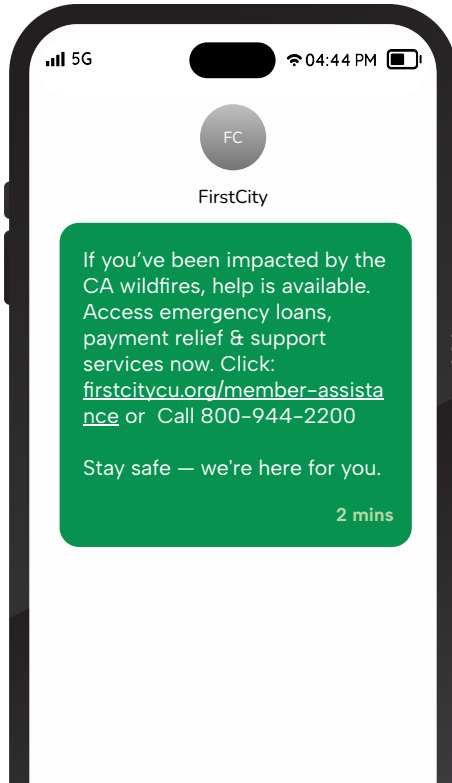 5G
04:44 PM
FC
FirstCity
If you’ve been impacted by the
CA wildfires, help is available.
Access emergency loans,
payment relief & support
services now. Click:
firstcitycu.org/member-assista
nce or  Call 800-944-2200
Stay safe — we're here for you.
2 mins